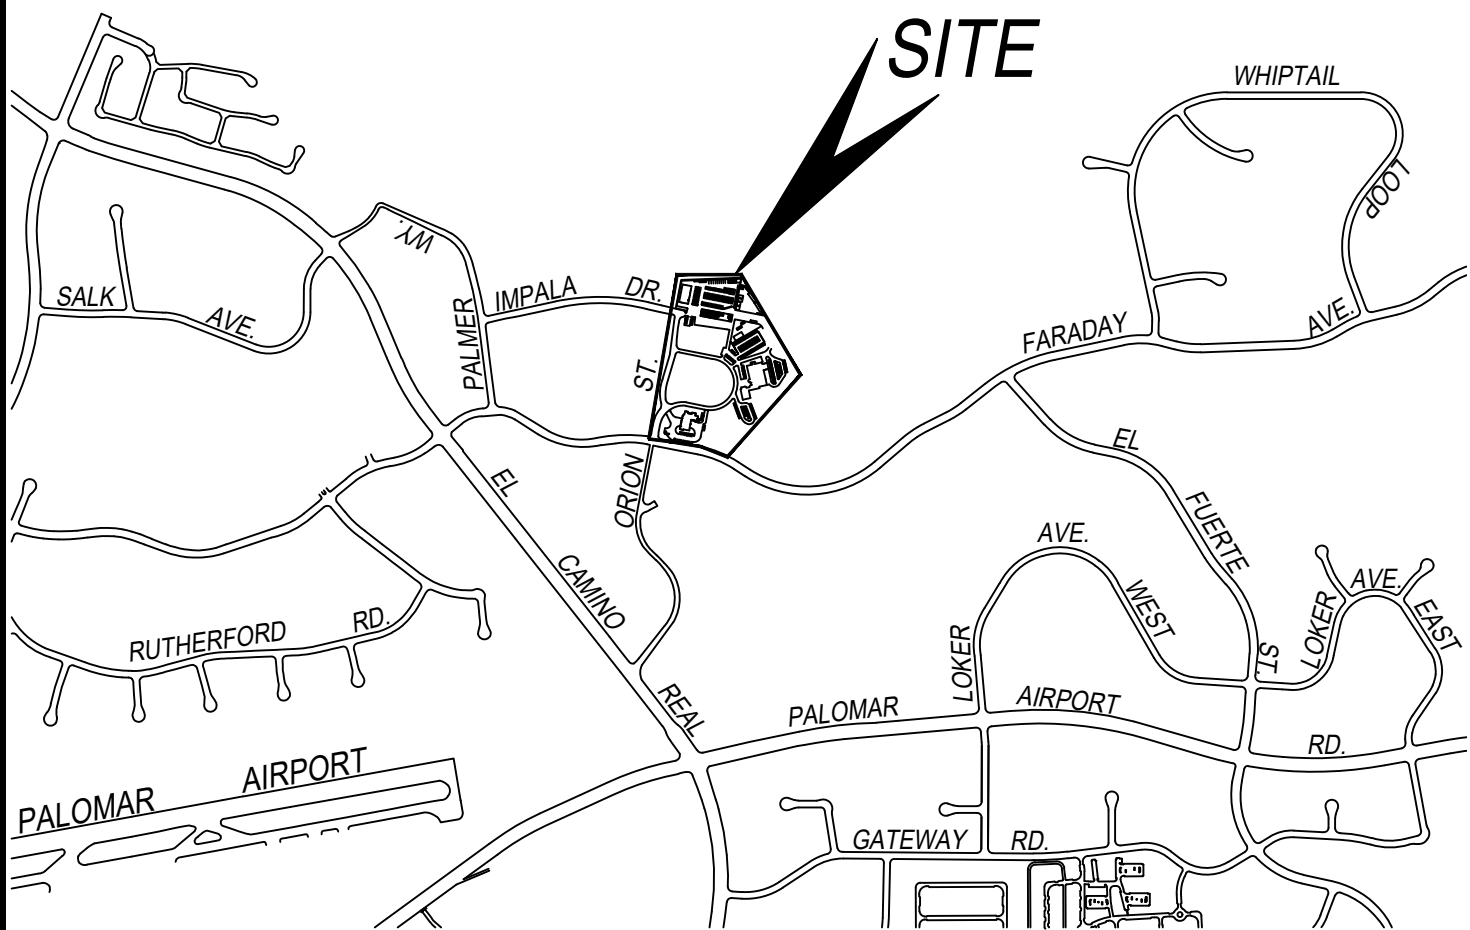 SITE
WHIPTAIL
LOOP
WY.
SALK
AVE.
PALMER
IMPALA
DR.
FARADAY
AVE.
ST.
EL
EL
ORION
FUERTE
AVE.
CAMINO
WEST
LOKER
AVE.
EAST
RUTHERFORD
RD.
LOKER
ST.
REAL
PALOMAR
AIRPORT
RD.
PALOMAR
AIRPORT
GATEWAY
RD.